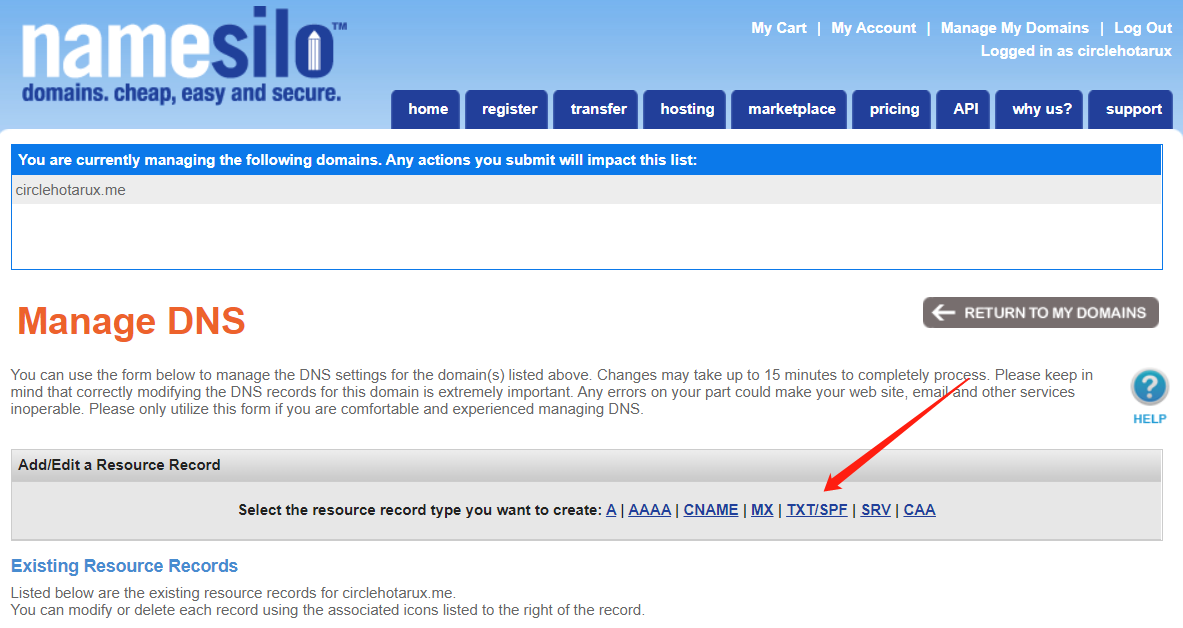 My Cart | My Account | Manage My Domains | Log Out
Logged in as circlehotarux
namesilo™
domains. cheap, easy and secure.
home register transfer hosting marketplace pricing API why us? support
You are currently managing the following domains. Any actions you submit will impact this list:
circlehotarux.me
Manage DNS
RETURN TO MY DOMAINS
You can use the form below to manage the DNS settings for the domain(s) listed above. Changes may take up to 15 minutes to completely process. Please keep in
mind that correctly modifying the DNS records for this domain is extremely important. Any errors on your part could make your web site, email and other services
inoperable. Please only utilize this form if you are comfortable and experienced managing DNS.
HELP
Add/Edit a Resource Record
Select the resource record type you want to create: A | AAAA | CNAME | MX | TXT/SPF | SRV | CAA
Existing Resource Records
Listed below are the existing resource records for circlehotarux.me.
You can modify or delete each record using the associated icons listed to the right of the record.